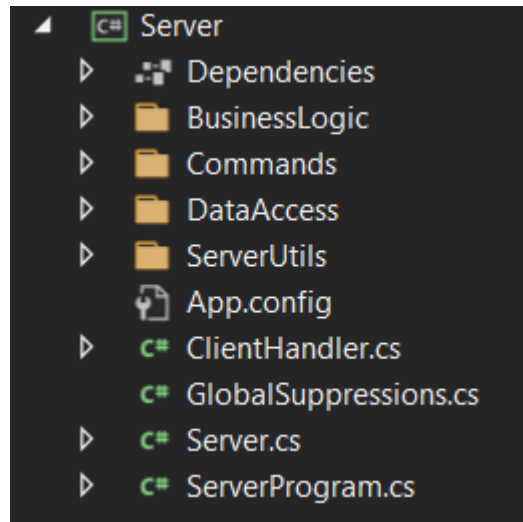 C# Server
Dependencies
BusinessLogic
Commands
DataAccess
ServerUtils
App.config
C# ClientHandler.cs
C# GlobalSuppressions.cs
C# Server.cs
C# ServerProgram.cs